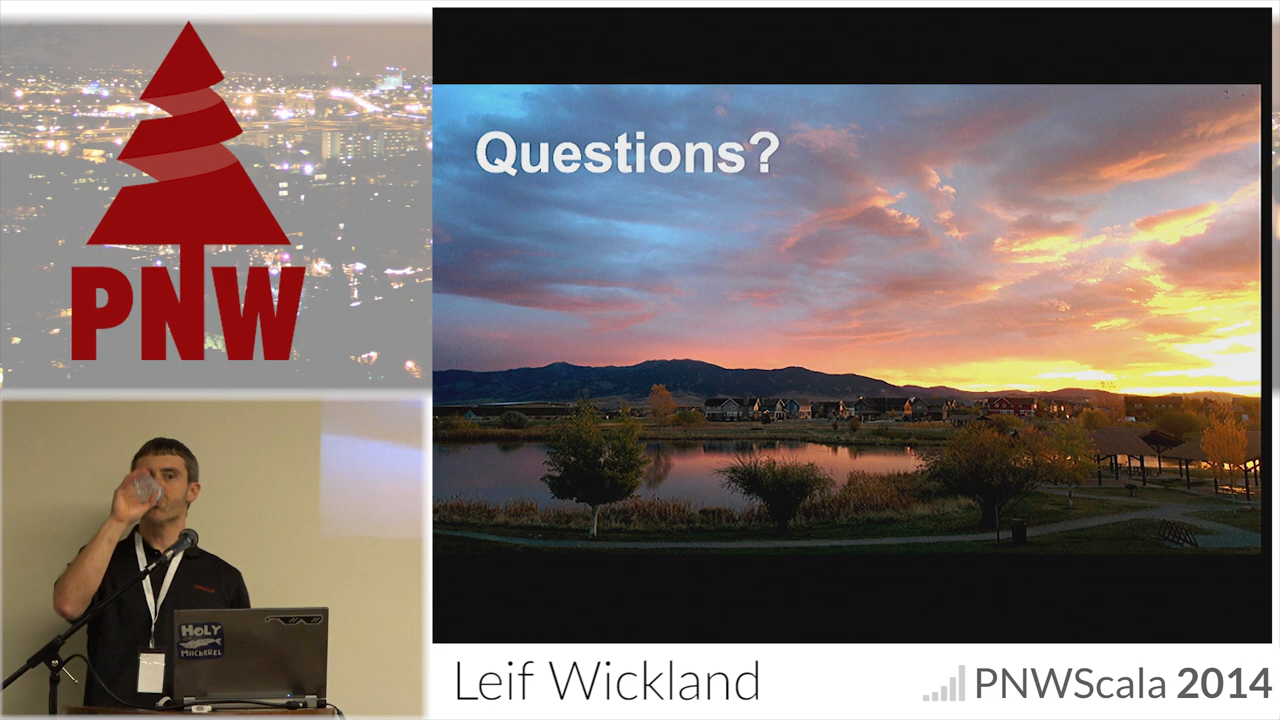 PNW
Questions?
HOLY
MACKEREL
Leif Wickland
PNWScala 2014